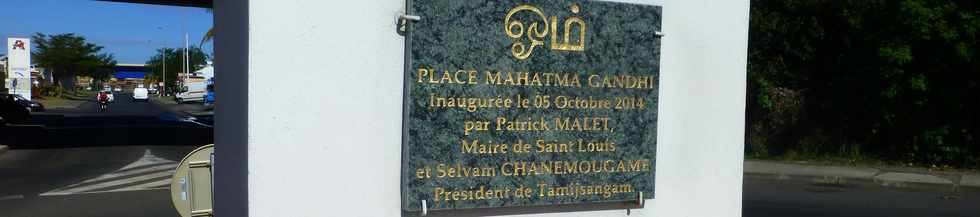 ஓம்
PLACE MAHATMA GANDHI
Inaugurée le 05 Octobre 2014
par Patrick MALET,
Maire de Saint Louis
et Selvam CHANEMOUGAME
Président de Tamijsangam.